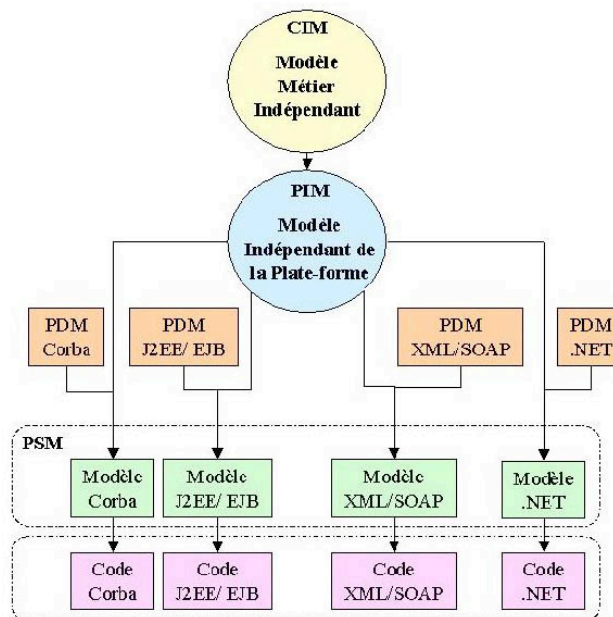 CIM
Modèle
Métier
Indépendant
PIM
Modèle
Indépendant de
la Plate-forme
PDM
Corba
PDM
J2EE/ EJB
PDM
XML/SOAP
PDM
.NET
PSM
Modèle
Corba
Modèle
J2EE/ EJB
Modèle
XML/SOAP
Modèle
.NET
Code
Corba
Code
J2EE/ EJB
Code
XML/SOAP
Code
.NET